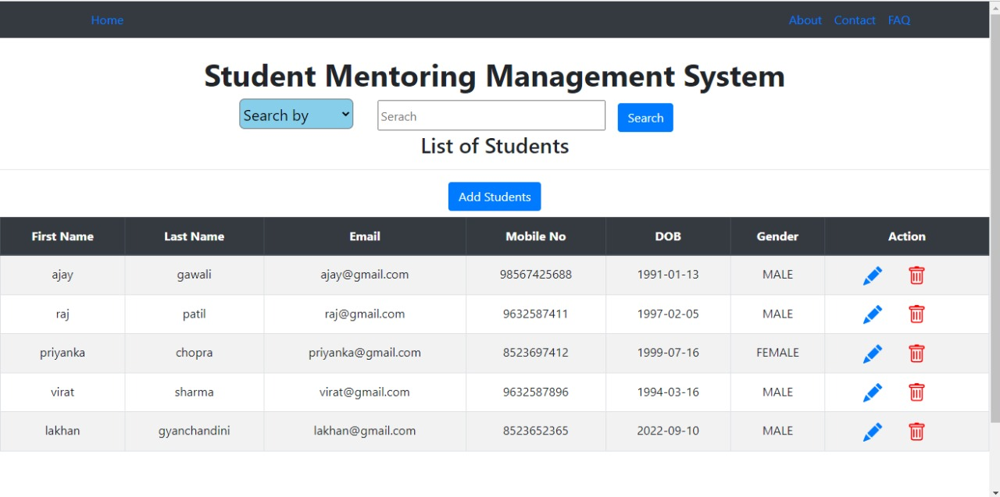 Home About Contact FAQ
Student Mentoring Management System
Search by Serach Search
List of Students
Add Students
First Name Last Name Email Mobile No DOB Gender Action
ajay gawali ajay@gmail.com 98567425688 1991-01-13 MALE
raj patil raj@gmail.com 9632587411 1997-02-05 MALE
priyanka chopra priyanka@gmail.com 8523697412 1999-07-16 FEMALE
virat sharma virat@gmail.com 9632587896 1994-03-16 MALE
lakhan gyanchandini lakhan@gmail.com 8523652365 2022-09-10 MALE